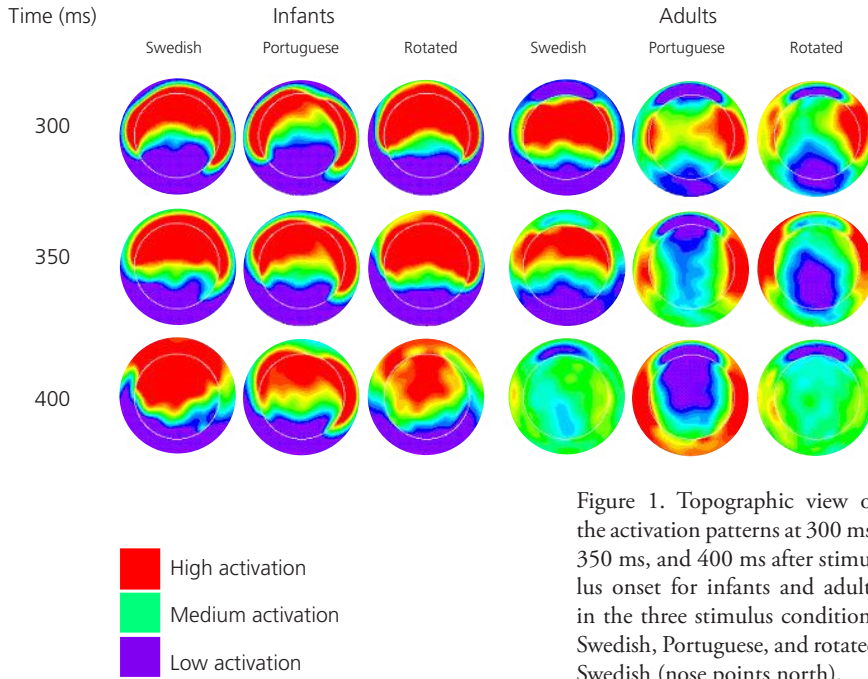 Time (ms) Infants Adults
Swedish Portuguese Rotated Swedish Portuguese Rotated
300
350
400
High activation
Medium activation
Low activation
Figure 1. Topographic view
the activation patterns at 300 ms
350 ms, and 400 ms after stimu
lus onset for infants and adult
in the three stimulus condition
Swedish, Portuguese, and rotated
Swedish (nose points north).